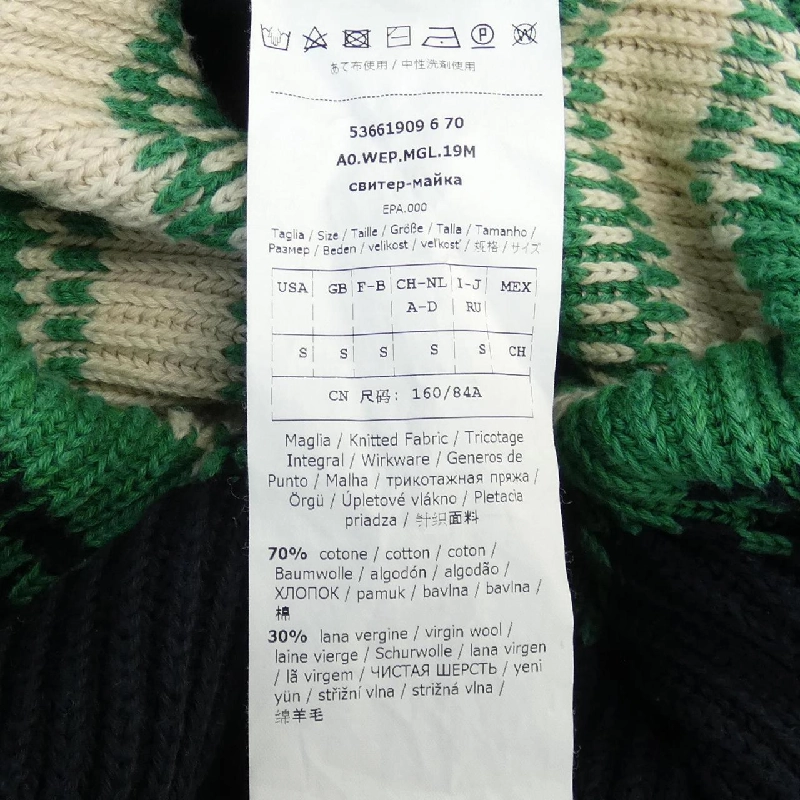 あて布使用 / 中性洗剤使用
53661909 6 70
A0.WEP.MGL.19M
свитер-майка
EPA.000
Taglia / Size / Taille / Größe / Talla / Tamanho /
Размер / Beden / velikost / veľkosť / 规格 / サイズ
USA GB F-B CH-NL I-J MEX
A-D RU
S S S S S CH
CN 尺码: 160/84A
Maglia / Knitted Fabric / Tricotage
Integral / Wirkware / Generos de
Punto / Malha / трикотажная пряжа /
Örgü / Úpletové vlákno / Pletacia
priadza / 针织面料
70% cotone / cotton / coton /
Baumwolle / algodón / algodão /
ХЛОПОК / pamuk / bavlna / bavlna /
棉
30% lana vergine / virgin wool /
laine vierge / Schurwolle / lana virgen
/ lã virgem / ЧИСТАЯ ШЕРСТЬ / yeni
yün / střižní vlna / strižná vlna /
绵羊毛